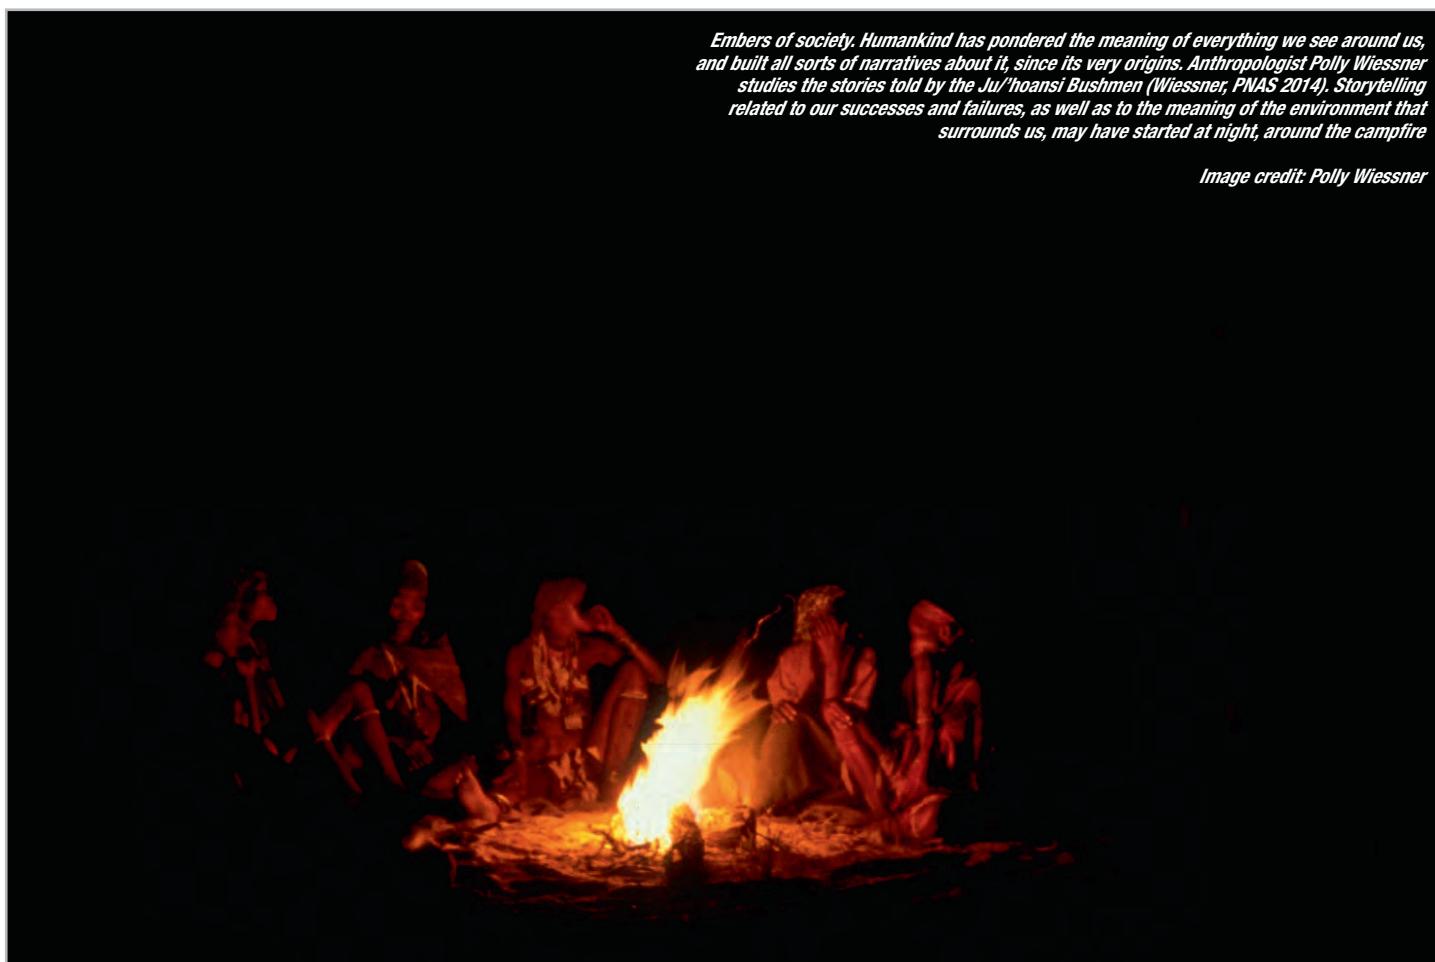 Embers of society. Humankind has pondered the meaning of everything we see around us,
and built all sorts of narratives about it, since its very origins. Anthropologist Polly Wiessner
studies the stories told by the Ju/’hoansi Bushmen (Wiessner, PNAS 2014). Storytelling
related to our successes and failures, as well as to the meaning of the environment that
surrounds us, may have started at night, around the campfire
Image credit: Polly Wiessner